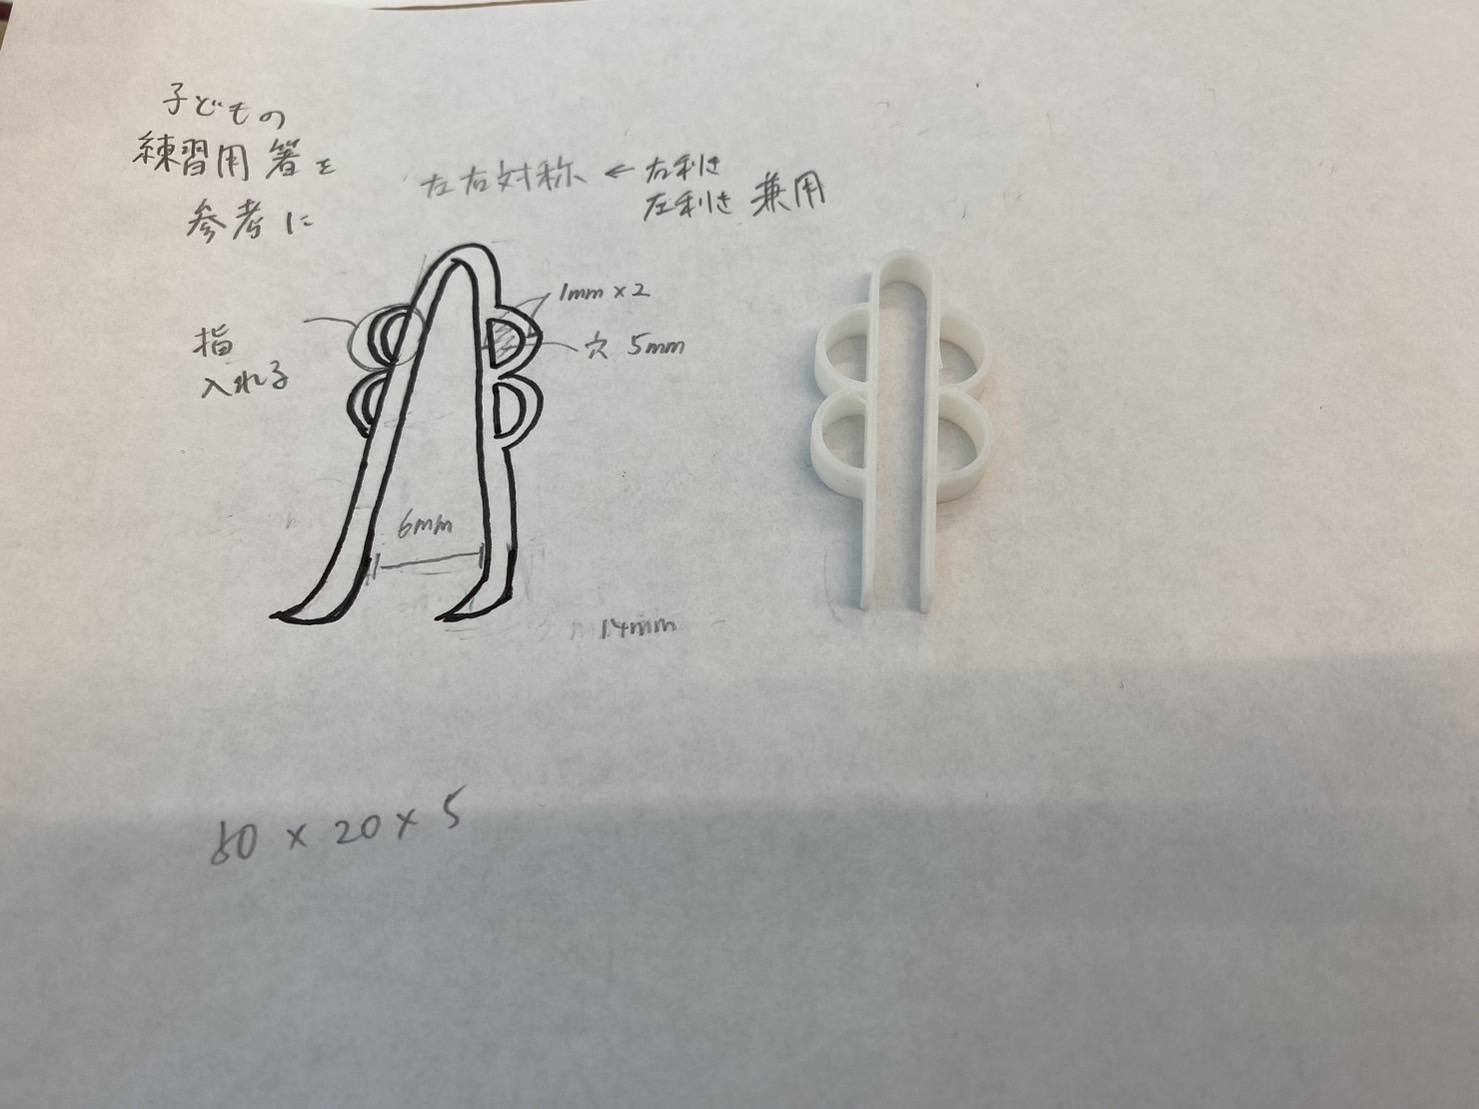 子どもの
練習用箸を
参考に
左右対称 ← 右利き
左利き 兼用
1mm×2
穴 5mm
指
入れる
6mm
14mm
80×20×5